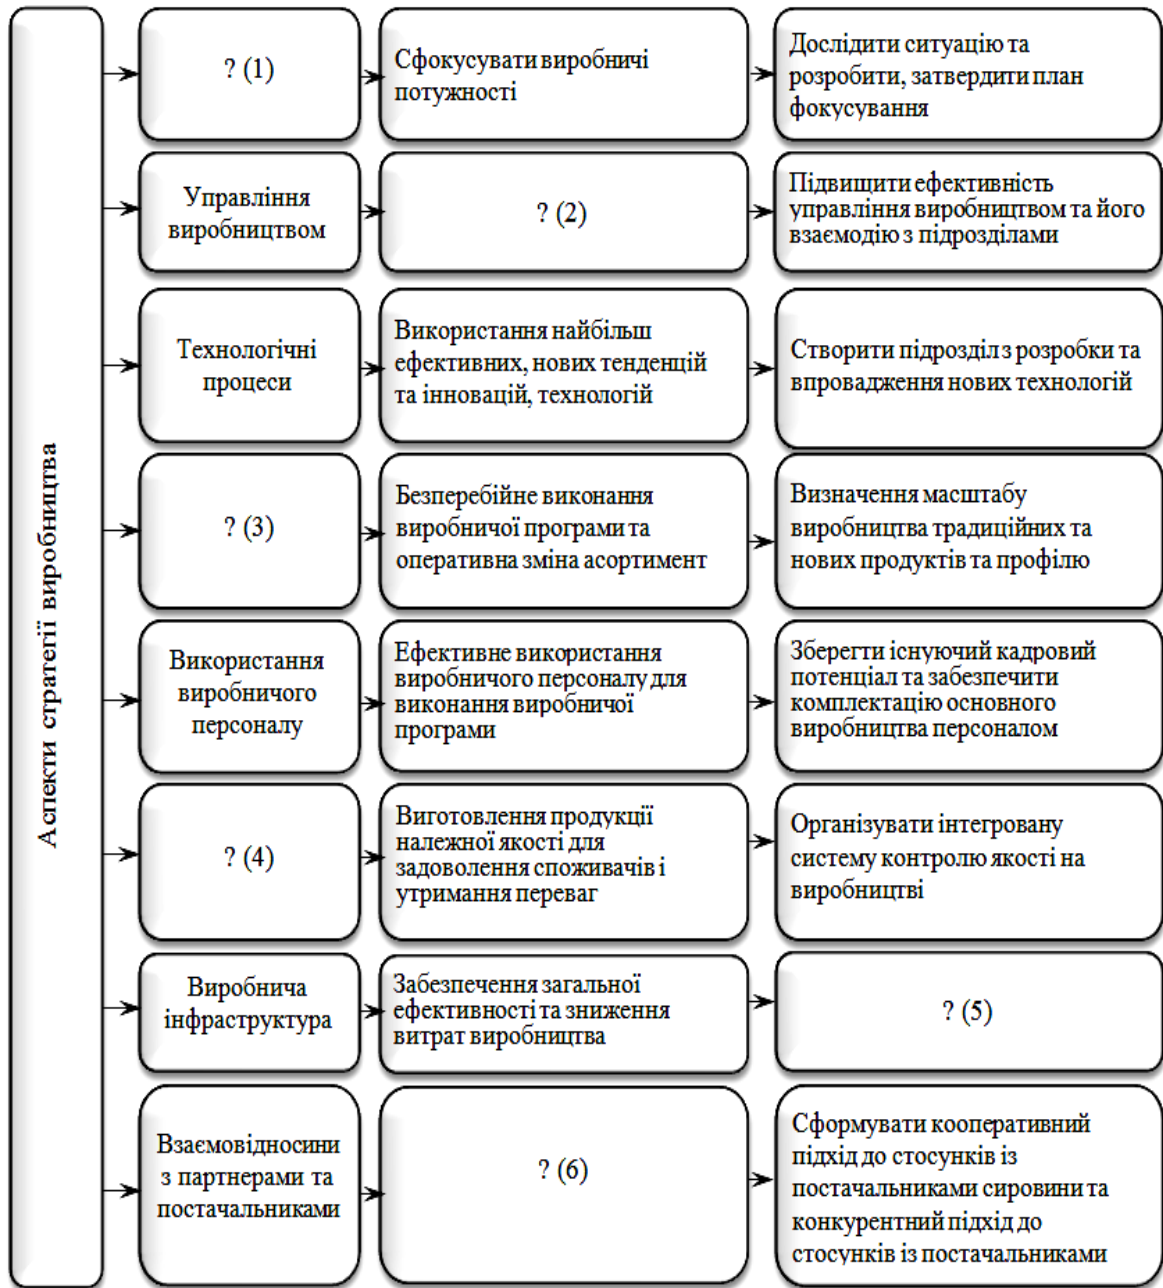 Аспекти стратегії виробництва
? (1)
Сфокусувати виробничі
потужності
Дослідити ситуацію та
розробити, затвердити план
фокусування
Управління
виробництвом
? (2)
Підвищити ефективність
управління виробництвом та його
взаємодію з підрозділами
Технологічні
процеси
Використання найбільш
ефективних, нових тенденцій
та інновацій, технологій
Створити підрозділ з розробки та
впровадження нових технологій
? (3)
Безперебійне виконання
виробничої програми та
оперативна зміна асортимент
Визначення масштабу
виробництва традиційних та
нових продуктів та профілю
Використання
виробничого
персоналу
Ефективне використання
виробничого персоналу для
виконання виробничої
програми
Зберегти існуючий кадровий
потенціал та забезпечити
комплектацію основного
виробництва персоналом
? (4)
Виготовлення продукції
належної якості для
задоволення споживачів і
утримання переваг
Організувати інтегровану
систему контролю якості на
виробництві
Виробнича
інфраструктура
Забезпечення загальної
ефективності та зниження
витрат виробництва
? (5)
Взаємовідносини
з партнерами та
постачальниками
? (6)
Сформувати кооперативний
підхід до стосунків із
постачальниками сировини та
конкурентний підхід до
стосунків із постачальниками